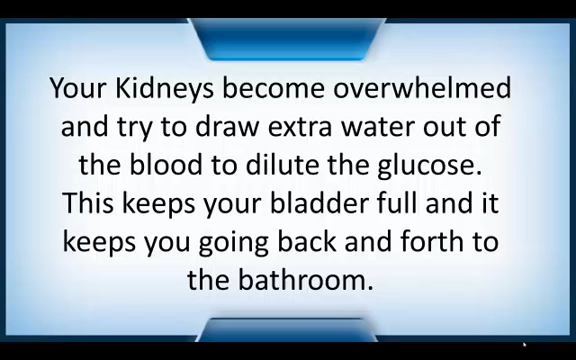 Your Kidneys become overwhelmed
and try to draw extra water out of
the blood to dilute the glucose.
This keeps your bladder full and it
keeps you going back and forth to
the bathroom.